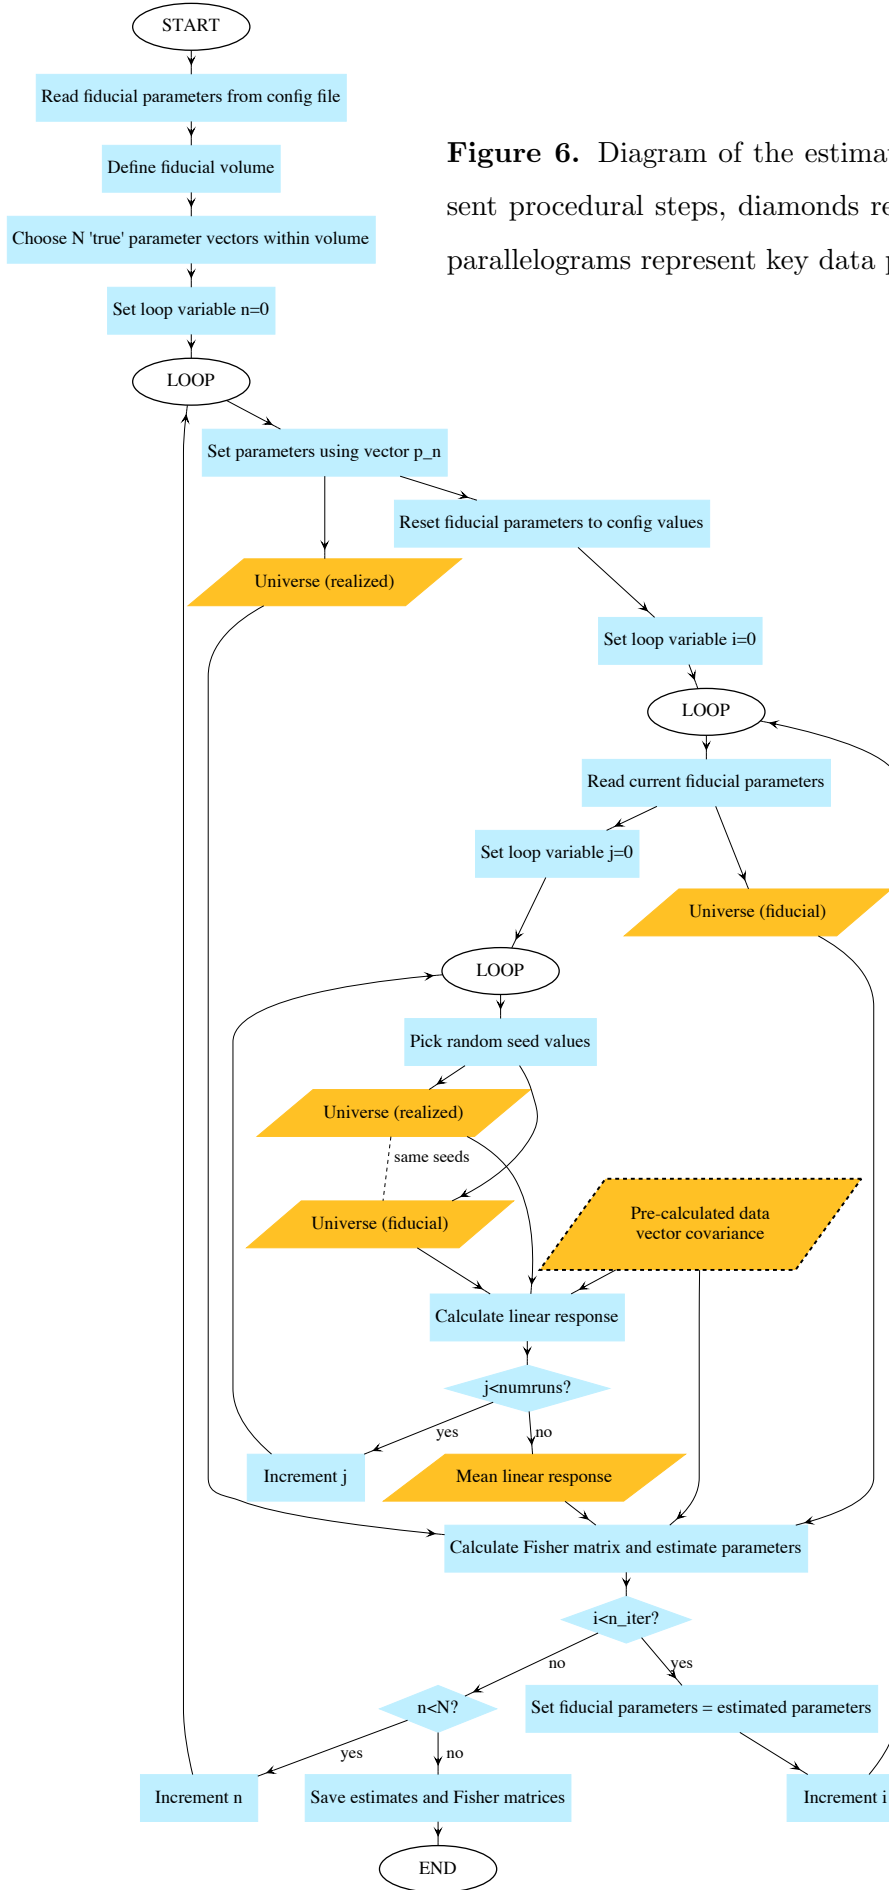 START
Read fiducial parameters from config file
Define fiducial volume
Choose N 'true' parameter vectors within volume
Set loop variable n=0
LOOP
Figure 6. Diagram of the
sent procedural steps, diamonds
parallelograms represent key data
Set parameters using vector p_n
Reset fiducial parameters to config values
Universe (realized)
Set loop variable i=0
LOOP
Read current fiducial parameters
Set loop variable j=0
Universe (fiducial)
LOOP
Pick random seed values
Universe (realized)
same seeds
Universe (fiducial)
Pre-calculated data
vector covariance
Calculate linear response
j<numruns?
yes
no
Increment j
Mean linear response
Calculate Fisher matrix and estimate parameters
i<n_iter?
no
yes
n<N?
Set fiducial parameters = estimated parameters
yes
no
Increment n
Save estimates and Fisher matrices
Increment i
END